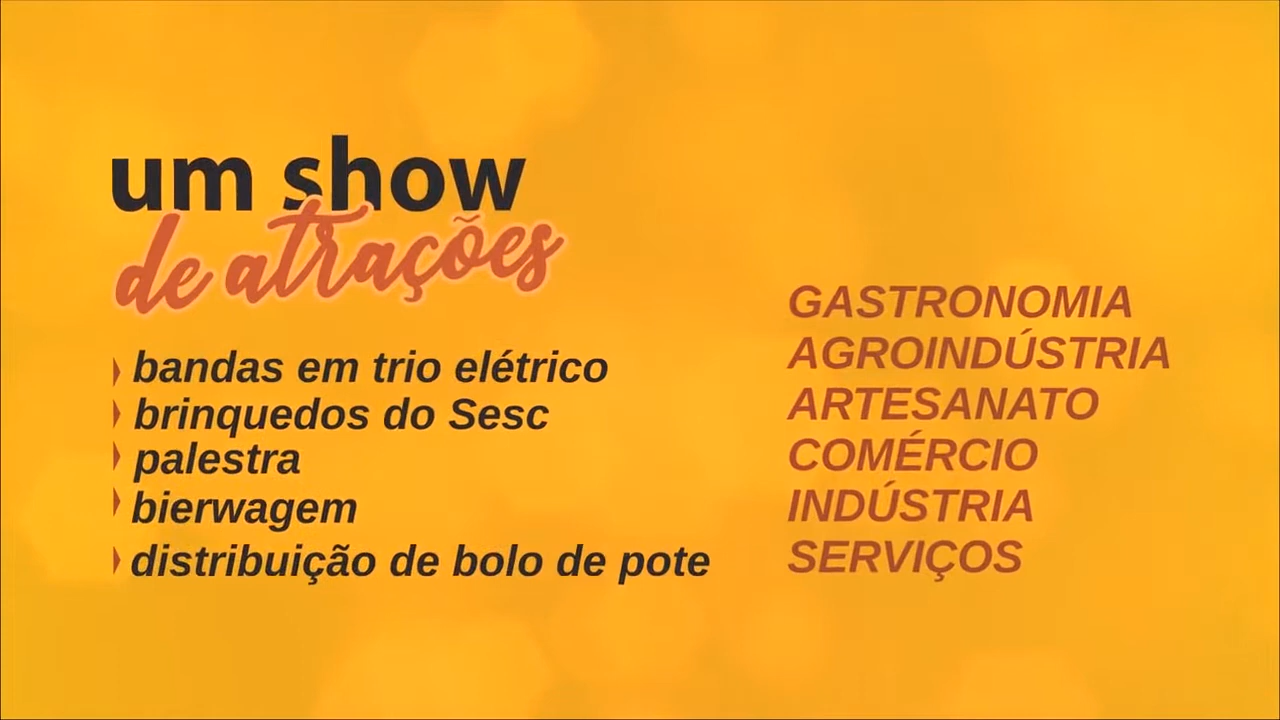 um show
de atrações
bandas em trio elétrico
brinquedos do Sesc
palestra
bierwagem
distribuição de bolo de pote
GASTRONOMIA
AGROINDÚSTRIA
ARTESANATO
COMÉRCIO
INDÚSTRIA
SERVIÇOS